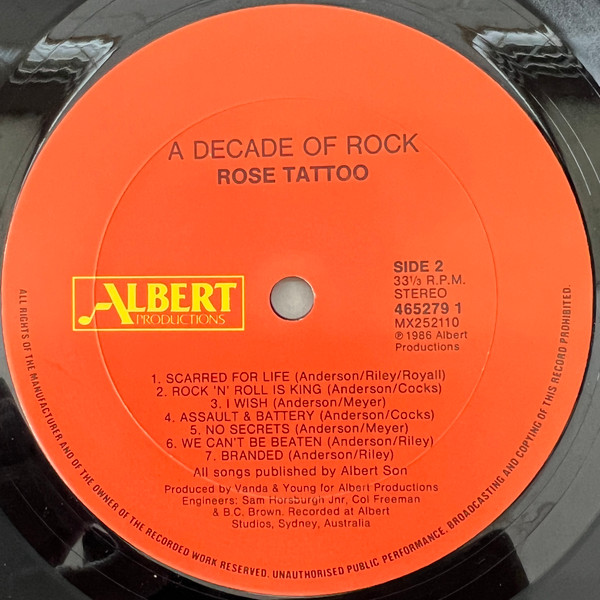 A DECADE OF ROCK
ROSE TATTOO
ALBERT
PRODUCTIONS
SIDE 2
33⅓ R.P.M.
STEREO
465279 1
MX252110
℗ 1986 Albert
Productions
1. SCARRED FOR LIFE (Anderson/Riley/Royall)
2. ROCK 'N' ROLL IS KING (Anderson/Cocks)
3. I WISH (Anderson/Meyer)
4. ASSAULT & BATTERY (Anderson/Cocks)
5. NO SECRETS (Anderson/Meyer)
6. WE CAN'T BE BEATEN (Anderson/Riley)
7. BRANDED (Anderson/Riley)
All songs published by Albert Son
Produced by Vanda & Young for Albert Productions
Engineers: Sam Horsburgh Jnr, Col Freeman
& B.C. Brown. Recorded at Albert
Studios, Sydney, Australia
ALL RIGHTS OF THE MANUFACTURER AND OF THE OWNER OF THE RECORDED WORK RESERVED. UNAUTHORISED PUBLIC PERFORMANCE, BROADCASTING AND COPYING OF THIS RECORD PROHIBITED.